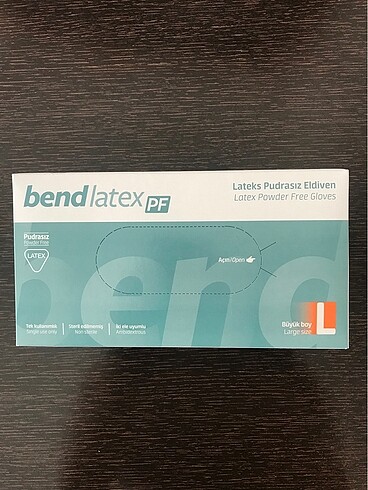 bendlatex PF
Lateks Pudrasız Eldiven
Latex Powder Free Gloves
Pudrasız
Powder Free
LATEX
Açın/Open
bend
Tek kullanımlık
Single use only
Steril edilmemiş
Non sterile
İki ele uyumlu
Ambidextrous
Büyük boy
Large size
L